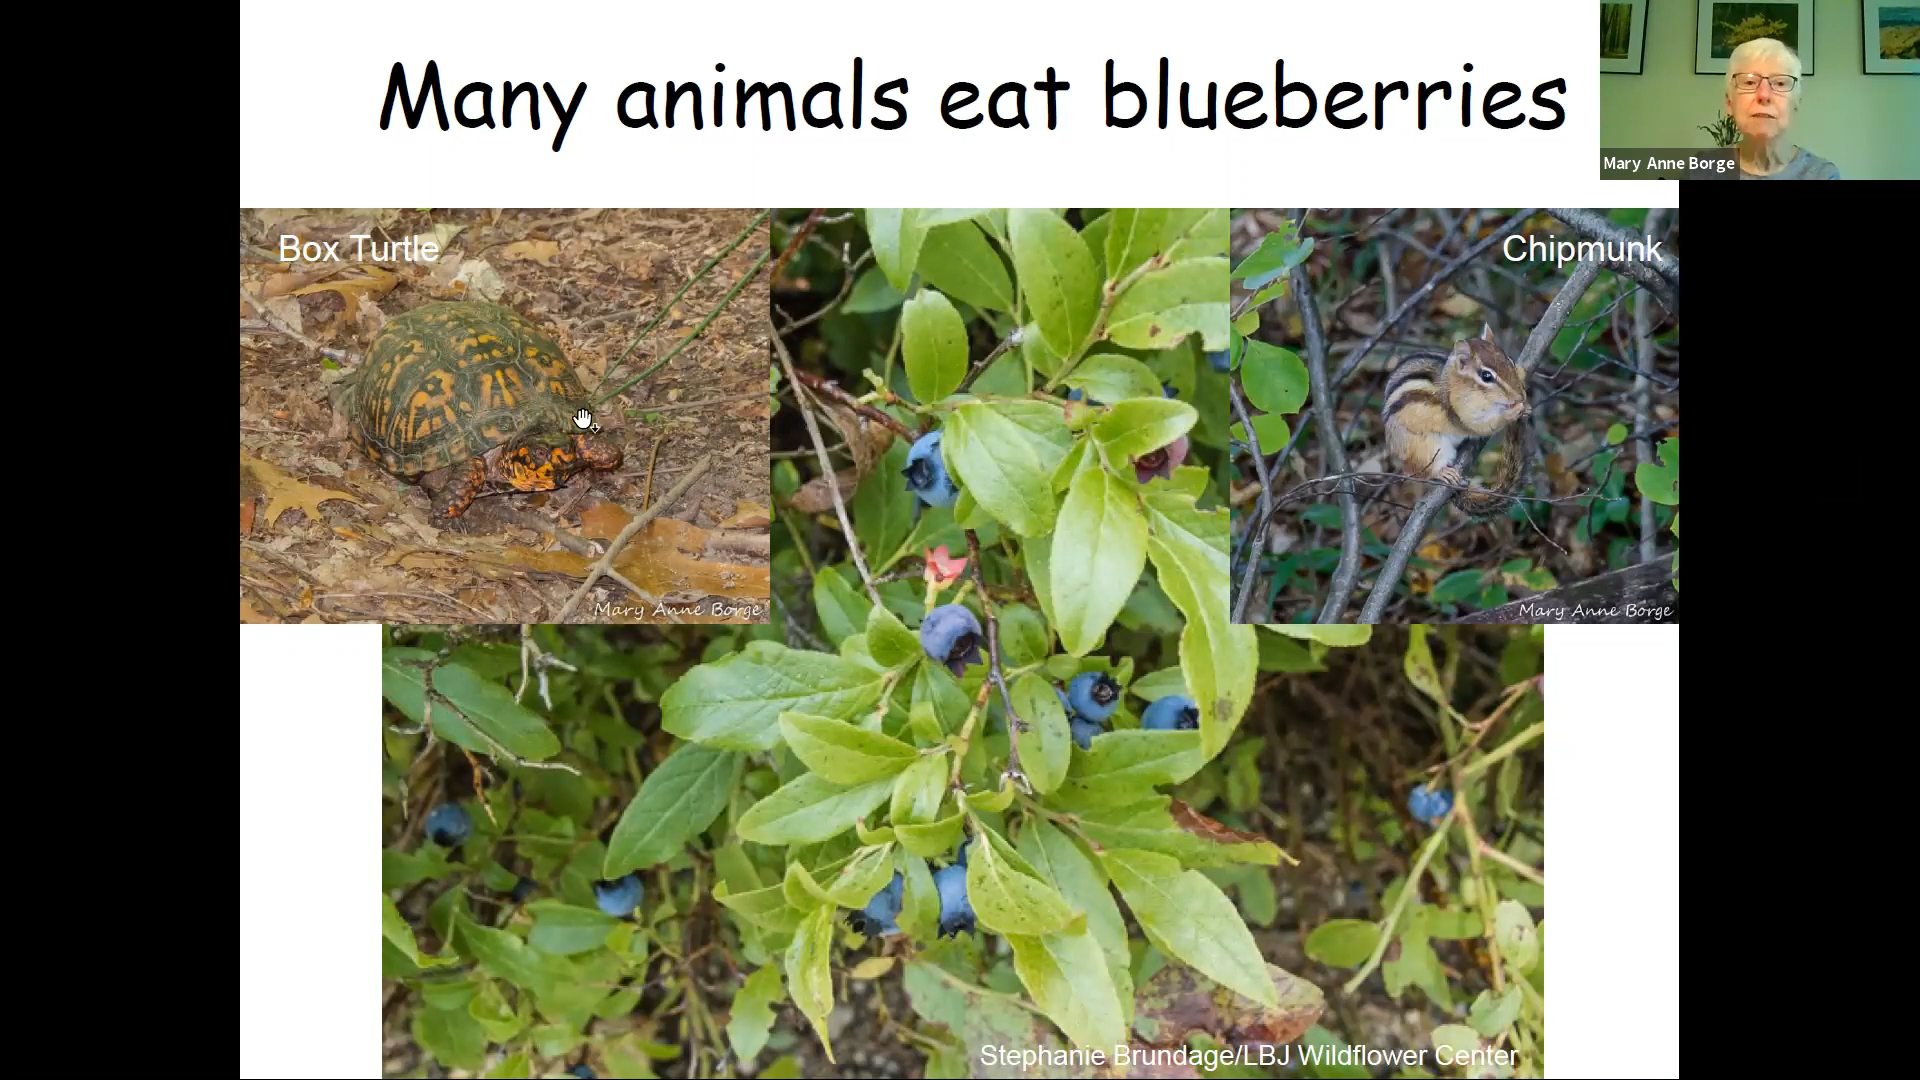 Many animals eat blueberries
Mary Anne Borge
Box Turtle
Chipmunk
Mary Anne Borge
Mary Anne Borge
Stephanie Brundage/LBJ Wildflower Center